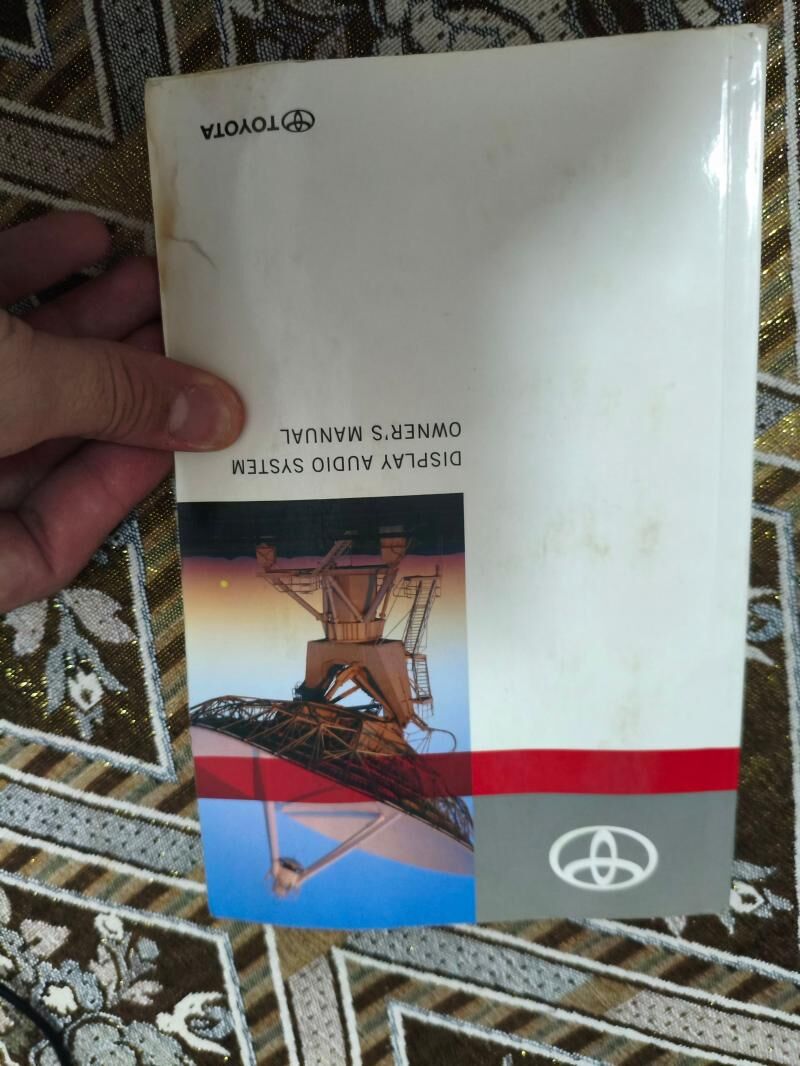 DISPLAY AUDIO SYSTEM
OWNER'S MANUAL
TOYOTA